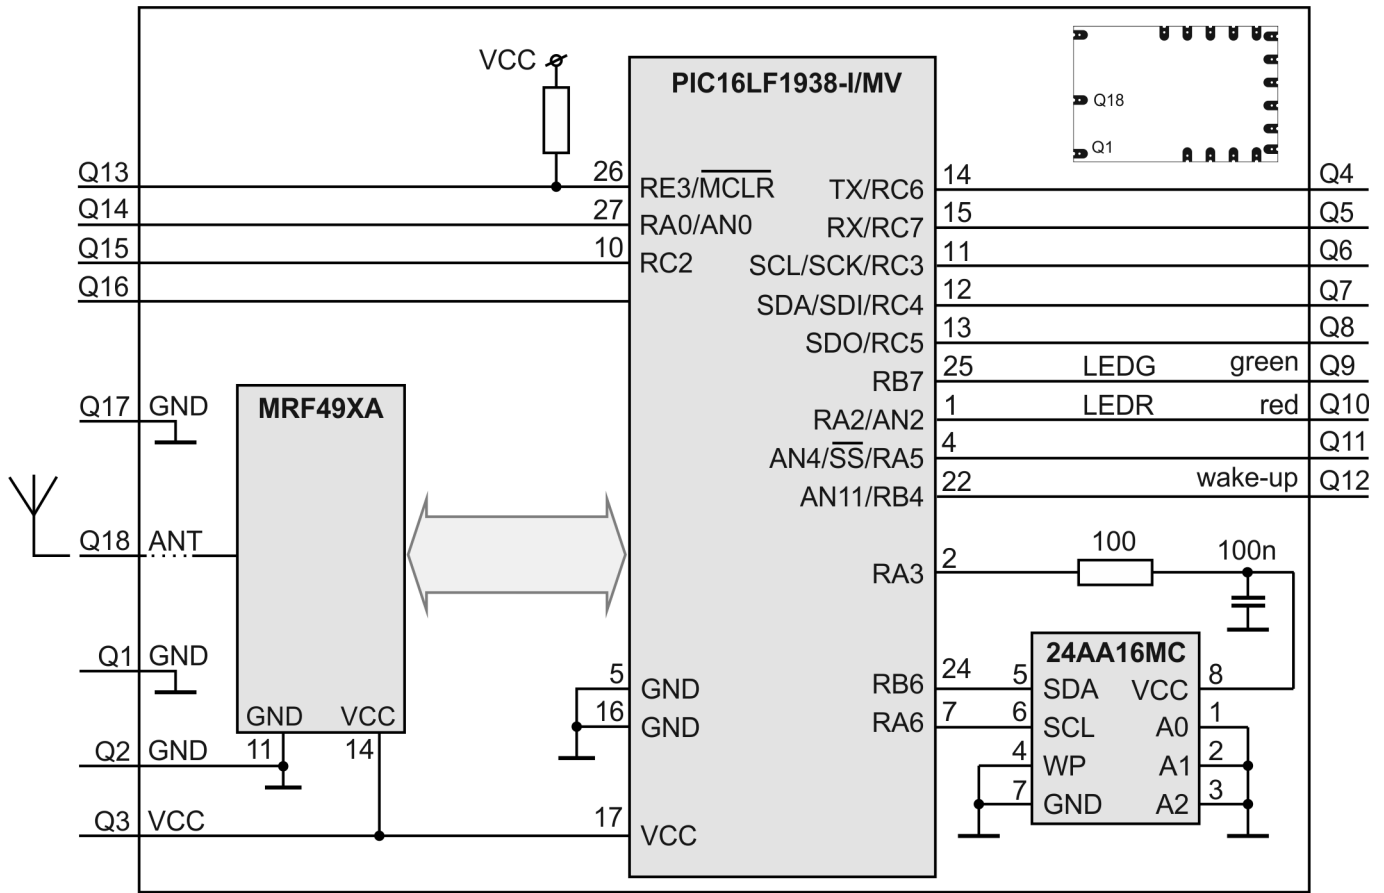 VCC
PIC16LF1938-I/MV
Q18
Q1
Q13
26
RE3/MCLR
TX/RC6
14
Q4
Q14
27
RA0/AN0
RX/RC7
15
Q5
Q15
10
RC2
SCL/SCK/RC3
11
Q6
Q16
SDA/SDI/RC4
12
Q7
SDO/RC5
13
Q8
RB7
25
LEDG
green
Q9
Q17
GND
MRF49XA
RA2/AN2
1
LEDR
red
Q10
AN4/SS/RA5
4
Q11
AN11/RB4
22
wake-up
Q12
Q18
ANT
RA3
2
100
100n
Q1
GND
24AA16MC
5
GND
RB6
24
5
SDA
VCC
8
GND
VCC
16
GND
RA6
7
6
SCL
A0
1
Q2
GND
11
14
4
WP
A1
2
7
GND
A2
3
Q3
VCC
17
VCC